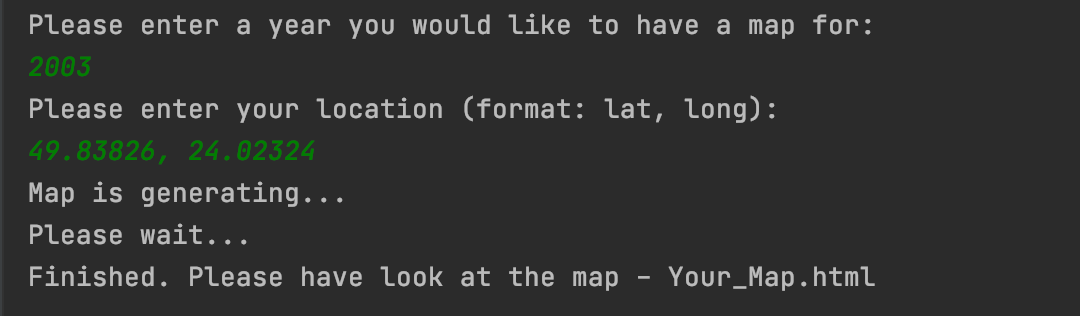 Please enter a year you would like to have a map for:
2003
Please enter your location (format: lat, long):
49.83826, 24.02324
Map is generating...
Please wait...
Finished. Please have look at the map - Your_Map.html